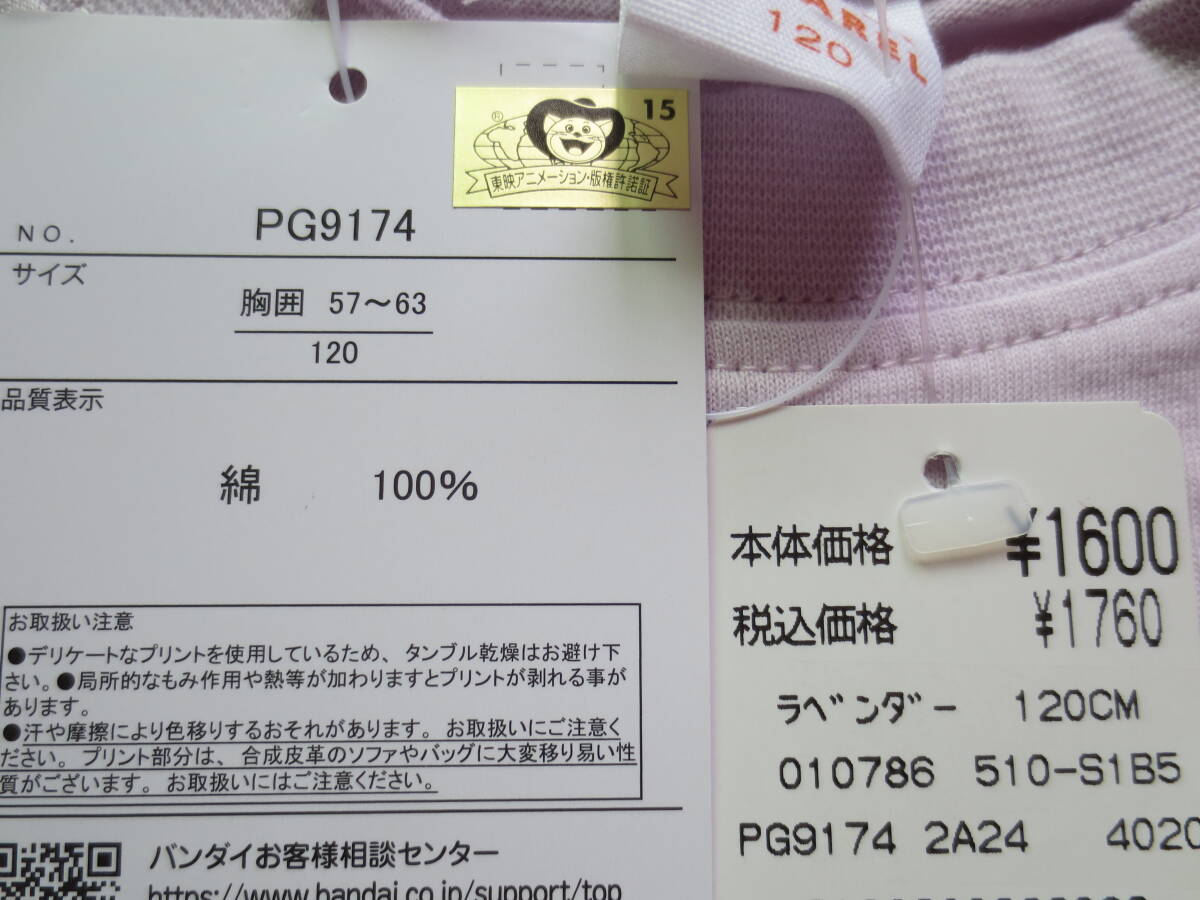 AREL
120
15
®
東映アニメーション・版権許諾証
NO.
PG9174
サイズ
胸囲 57～63
120
品質表示
綿 100%
お取扱い注意
●デリケートなプリントを使用しているため、タンブル乾燥はお避け下
さい。●局所的なもみ作用や熱等が加わりますとプリントが剥れる事が
あります。
●汗や摩擦により色移りするおそれがあります。お取扱いにご注意く
ださい。プリント部分は、合成皮革のソファやバッグに大変移り易い性
質がございます。お取扱いにはご注意ください。
バンダイお客様相談センター
https://www.bandai.co.jp/support/top
本体価格 ¥1600
税込価格 ¥1760
ラベンダー 120CM
010786 510-S1B5
PG9174 2A24 4020